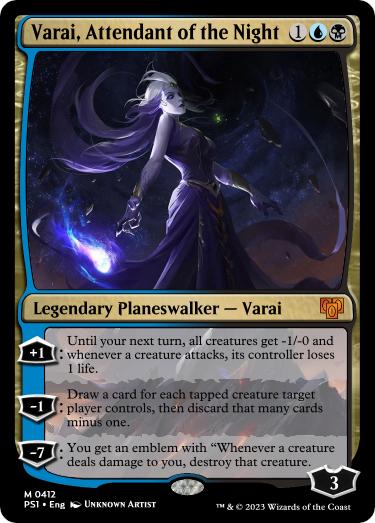 Varai, Attendant of the Night 1
Legendary Planeswalker — Varai
+1: Until your next turn, all creatures get -1/-0 and
whenever a creature attacks, its controller loses
1 life.
-1: Draw a card for each tapped creature target
player controls, then discard that many cards
minus one.
-7: You get an emblem with “Whenever a creature
deals damage to you, destroy that creature.
3
M 0412
PS1 • Eng Unknown Artist
™ & © 2023 Wizards of the Coast